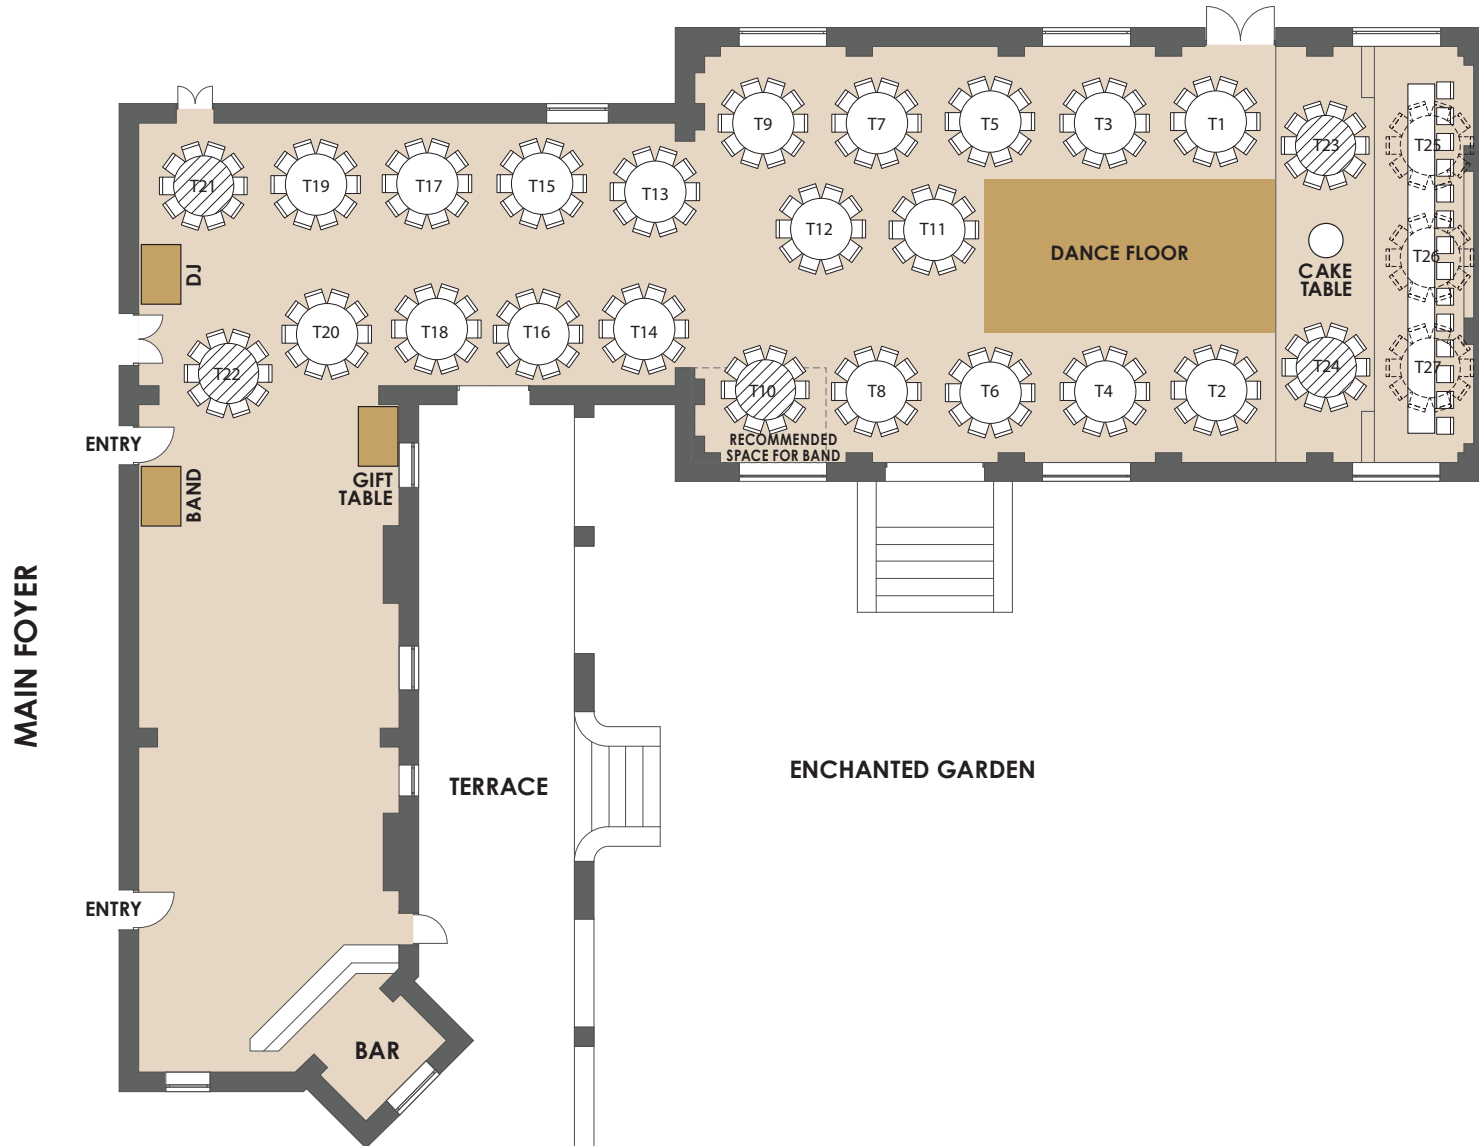 T9
T7
T5
T3
T1
T23
T25
T21
T19
T17
T15
T13
T12
T11
DANCE FLOOR
CAKE
TABLE
T26
DJ
T20
T18
T16
T14
T22
T10
T8
T6
T4
T2
T24
T27
RECOMMENDED
SPACE FOR BAND
ENTRY
BAND
GIFT
TABLE
MAIN FOYER
TERRACE
ENCHANTED GARDEN
ENTRY
BAR